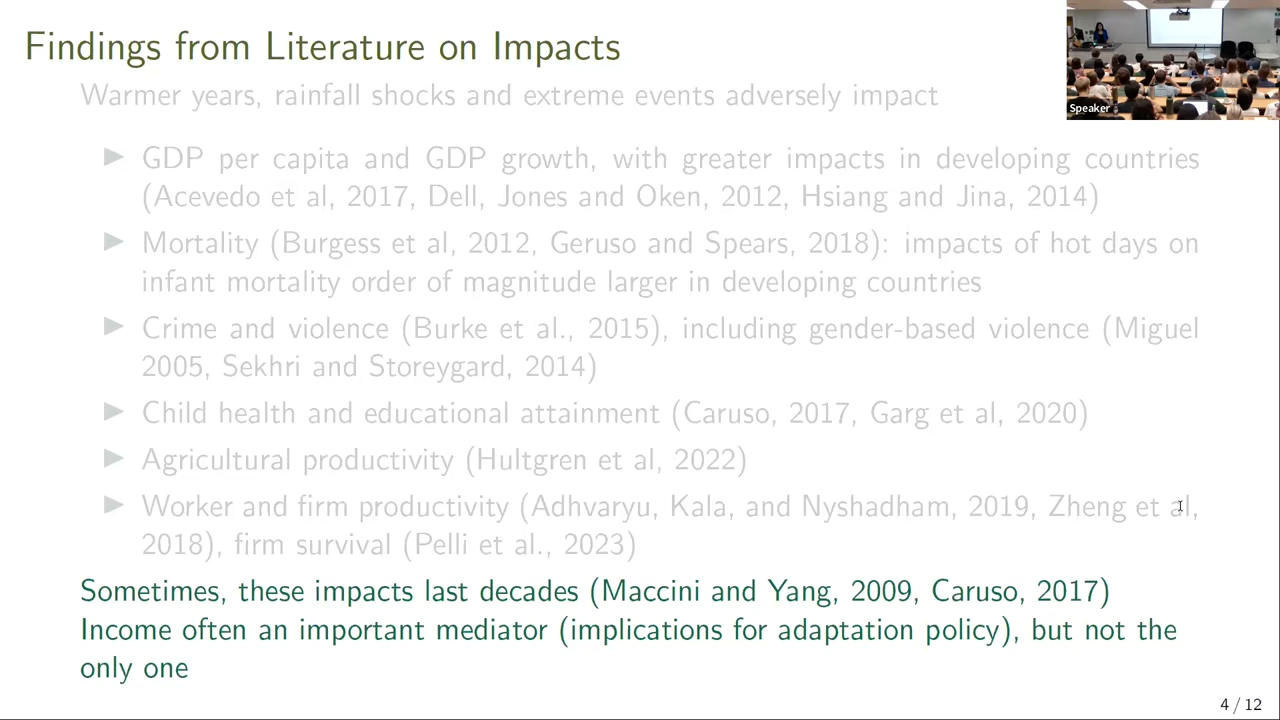 Findings from Literature on Impacts
Warmer years, rainfall shocks and extreme events adversely impact
▶ GDP per capita and GDP growth, with greater impacts in developing countries
(Acevedo et al, 2017, Dell, Jones and Oken, 2012, Hsiang and Jina, 2014)
▶ Mortality (Burgess et al, 2012, Geruso and Spears, 2018): impacts of hot days on
infant mortality order of magnitude larger in developing countries
▶ Crime and violence (Burke et al., 2015), including gender-based violence (Miguel
2005, Sekhri and Storeygard, 2014)
▶ Child health and educational attainment (Caruso, 2017, Garg et al, 2020)
▶ Agricultural productivity (Hultgren et al, 2022)
▶ Worker and firm productivity (Adhvaryu, Kala, and Nyshadham, 2019, Zheng et al,
2018), firm survival (Pelli et al., 2023)
Sometimes, these impacts last decades (Maccini and Yang, 2009, Caruso, 2017)
Income often an important mediator (implications for adaptation policy), but not the
only one
4 / 12
Speaker